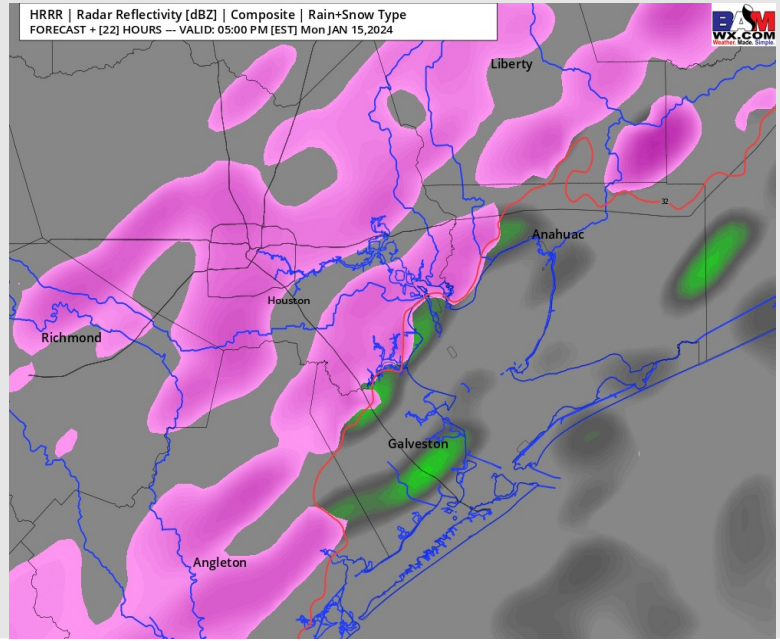 HRRR | Radar Reflectivity [dBZ] | Composite | Rain+Snow Type
FORECAST + [22] HOURS --- VALID: 05:00 PM [EST] Mon JAN 15,2024
BAM
WX.COM
Weather. Made. Simple.
Liberty
32
Anahuac
Houston
Richmond
Galveston
Angleton